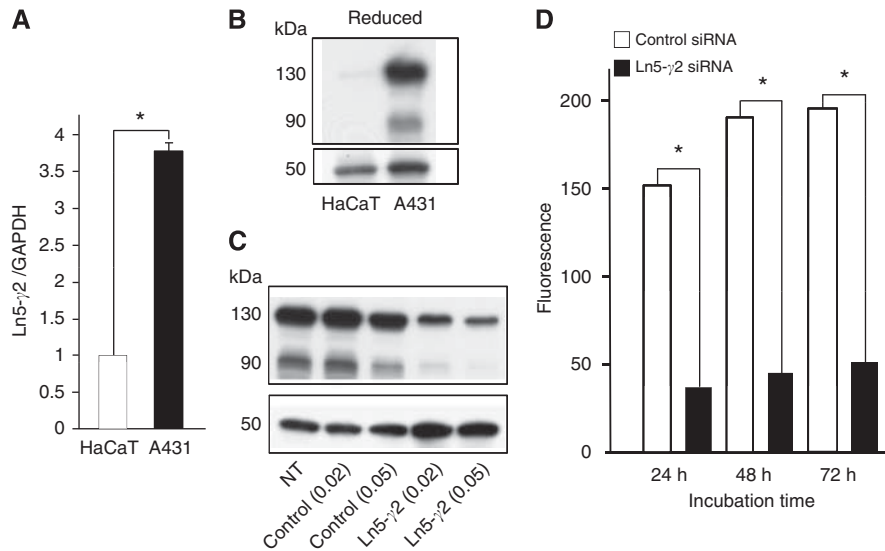 A
Ln5-γ2 /GAPDH
4
3.5
3
2.5
2
1.5
1
0.5
0
*
HaCaT A431
B
Reduced
kDa
130
90
50
HaCaT A431
C
kDa
130
90
50
NT
Control (0.02)
Control (0.05)
Ln5-γ2 (0.02)
Ln5-γ2 (0.05)
D
Control siRNA
Ln5-γ2 siRNA
Fluorescence
200
150
100
50
0
*
*
*
24 h 48 h 72 h
Incubation time